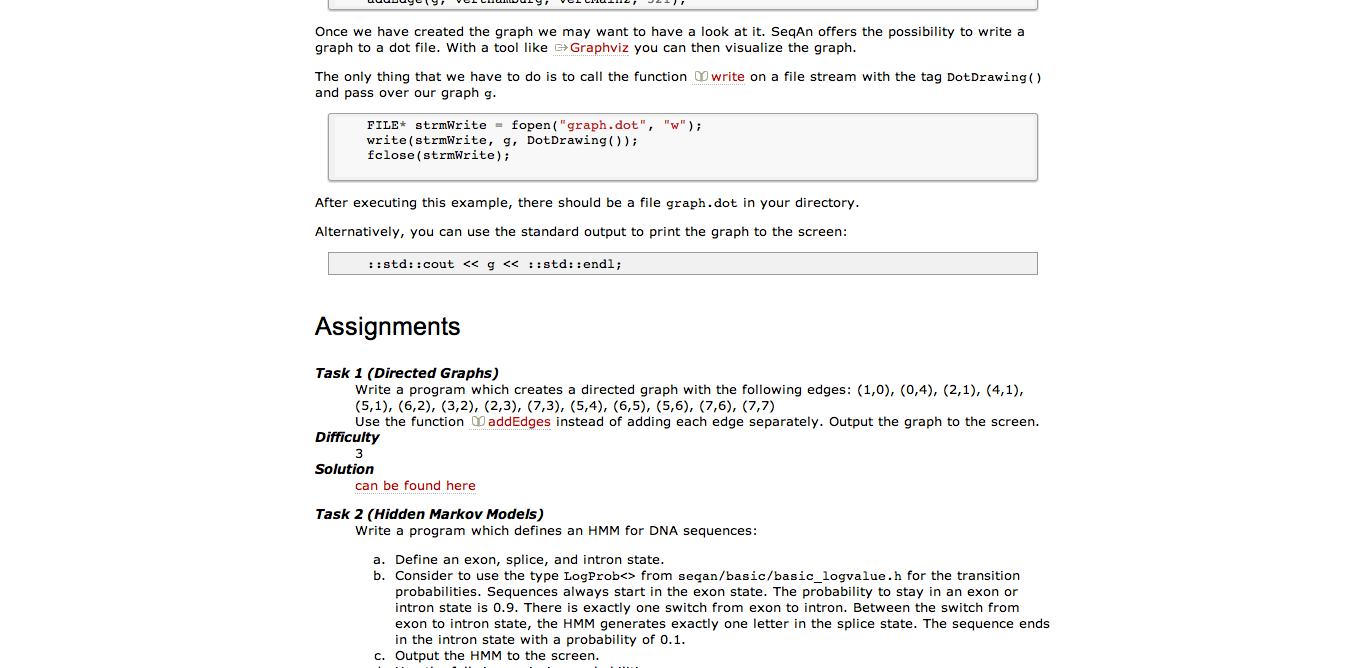 Once we have created the graph we may want to have a look at it. SeqAn offers the possibility to write a
graph to a dot file. With a tool like Graphviz you can then visualize the graph.
The only thing that we have to do is to call the function write on a file stream with the tag DotDrawing()
and pass over our graph g.
FILE* strmWrite = fopen("graph.dot", "w");
write(strmWrite, g, DotDrawing());
fclose(strmWrite);
After executing this example, there should be a file graph.dot in your directory.
Alternatively, you can use the standard output to print the graph to the screen:
::std::cout << g << ::std::endl;
Assignments
Task 1 (Directed Graphs)
Write a program which creates a directed graph with the following edges: (1,0), (0,4), (2,1), (4,1),
(5,1), (6,2), (3,2), (2,3), (7,3), (5,4), (6,5), (5,6), (7,6), (7,7)
Use the function addEdges instead of adding each edge separately. Output the graph to the screen.
Difficulty
3
Solution
can be found here
Task 2 (Hidden Markov Models)
Write a program which defines an HMM for DNA sequences:
a. Define an exon, splice, and intron state.
b. Consider to use the type LogProb<> from seqan/basic/basic_logvalue.h for the transition
probabilities. Sequences always start in the exon state. The probability to stay in an exon or
intron state is 0.9. There is exactly one switch from exon to intron. Between the switch from
exon to intron state, the HMM generates exactly one letter in the splice state. The sequence ends
in the intron state with a probability of 0.1.
c. Output the HMM to the screen.